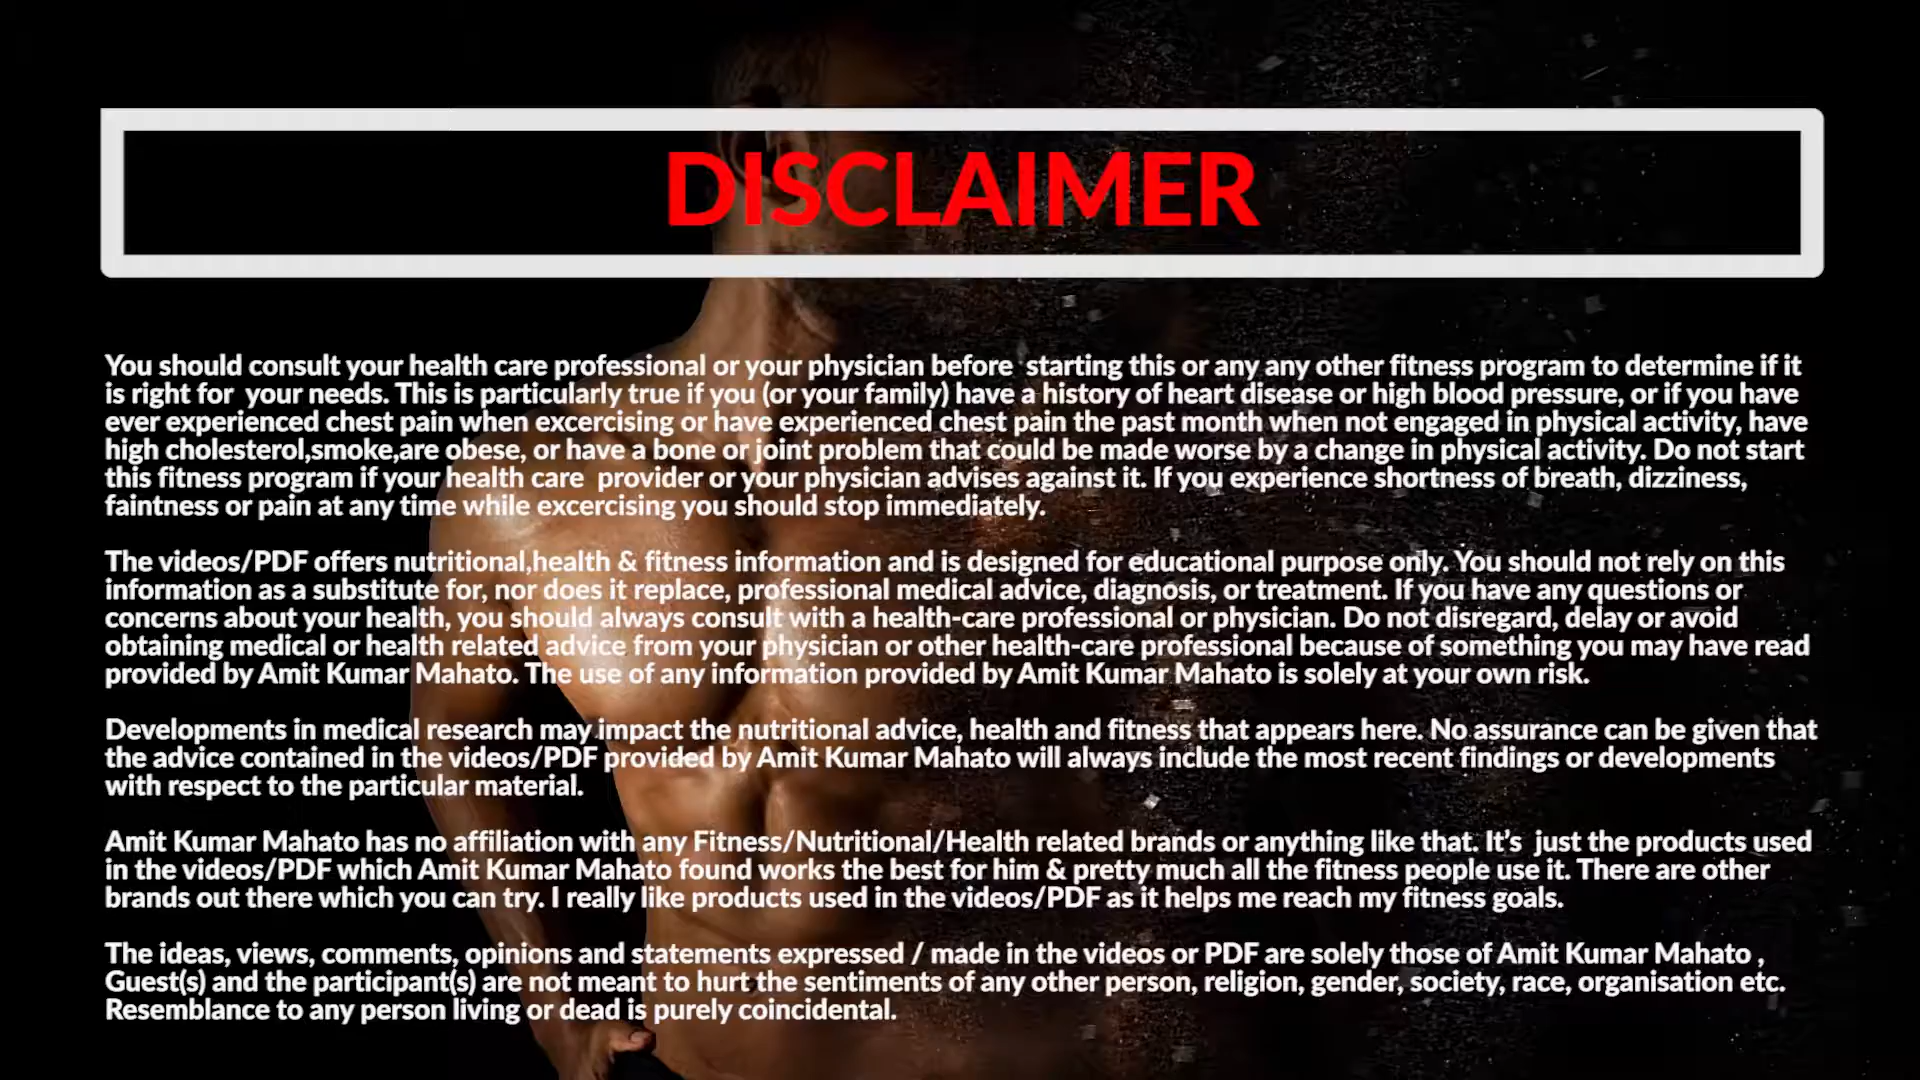 DISCLAIMER
You should consult your health care professional or your physician before starting this or any any other fitness program to determine if it
is right for your needs. This is particularly true if you (or your family) have a history of heart disease or high blood pressure, or if you have
ever experienced chest pain when excercising or have experienced chest pain the past month when not engaged in physical activity, have
high cholesterol,smoke,are obese, or have a bone or joint problem that could be made worse by a change in physical activity. Do not start
this fitness program if your health care provider or your physician advises against it. If you experience shortness of breath, dizziness,
faintness or pain at any time while excercising you should stop immediately.
The videos/PDF offers nutritional,health & fitness information and is designed for educational purpose only. You should not rely on this
information as a substitute for, nor does it replace, professional medical advice, diagnosis, or treatment. If you have any questions or
concerns about your health, you should always consult with a health-care professional or physician. Do not disregard, delay or avoid
obtaining medical or health related advice from your physician or other health-care professional because of something you may have read
provided by Amit Kumar Mahato. The use of any information provided by Amit Kumar Mahato is solely at your own risk.
Developments in medical research may impact the nutritional advice, health and fitness that appears here. No assurance can be given that
the advice contained in the videos/PDF provided by Amit Kumar Mahato will always include the most recent findings or developments
with respect to the particular material.
Amit Kumar Mahato has no affiliation with any Fitness/Nutritional/Health related brands or anything like that. It’s just the products used
in the videos/PDF which Amit Kumar Mahato found works the best for him & pretty much all the fitness people use it. There are other
brands out there which you can try. I really like products used in the videos/PDF as it helps me reach my fitness goals.
The ideas, views, comments, opinions and statements expressed / made in the videos or PDF are solely those of Amit Kumar Mahato ,
Guest(s) and the participant(s) are not meant to hurt the sentiments of any other person, religion, gender, society, race, organisation etc.
Resemblance to any person living or dead is purely coincidental.